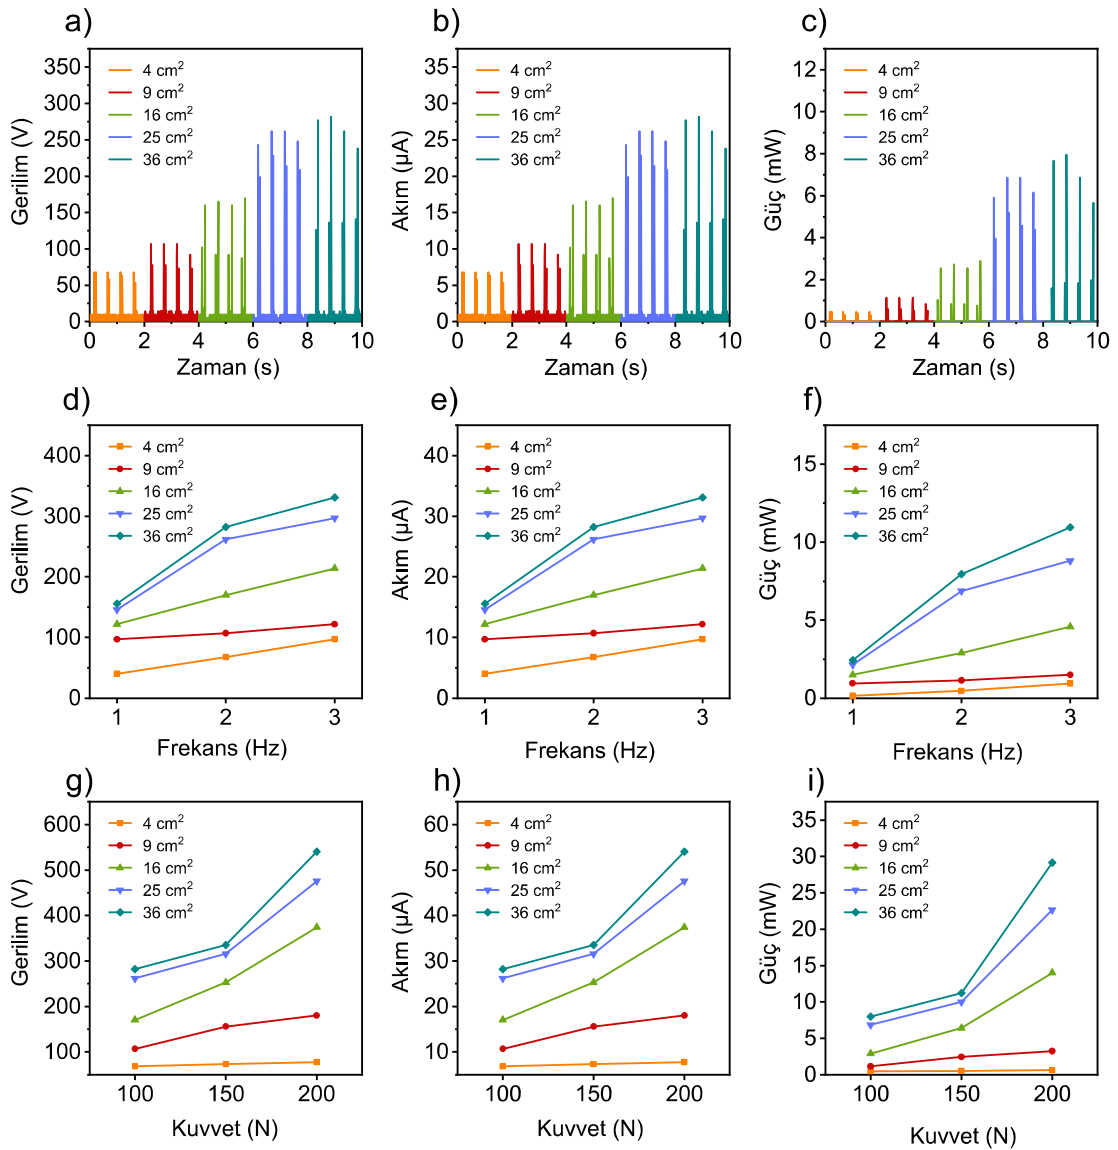 a)
350
300
250
200
150
100
50
0
Gerilim (V)
4 cm²
9 cm²
16 cm²
25 cm²
36 cm²
0 2 4 6 8 10
Zaman (s)
b)
35
30
25
20
15
10
5
0
Akım (µA)
4 cm²
9 cm²
16 cm²
25 cm²
36 cm²
0 2 4 6 8 10
Zaman (s)
c)
12
10
8
6
4
2
0
Güç (mW)
4 cm²
9 cm²
16 cm²
25 cm²
36 cm²
0 2 4 6 8 10
Zaman (s)
d)
400
300
200
100
0
Gerilim (V)
4 cm²
9 cm²
16 cm²
25 cm²
36 cm²
1 2 3
Frekans (Hz)
e)
40
30
20
10
0
Akım (µA)
4 cm²
9 cm²
16 cm²
25 cm²
36 cm²
1 2 3
Frekans (Hz)
f)
15
10
5
0
Güç (mW)
4 cm²
9 cm²
16 cm²
25 cm²
36 cm²
1 2 3
Frekans (Hz)
g)
600
500
400
300
200
100
Gerilim (V)
4 cm²
9 cm²
16 cm²
25 cm²
36 cm²
100 150 200
Kuvvet (N)
h)
60
50
40
30
20
10
Akım (µA)
4 cm²
9 cm²
16 cm²
25 cm²
36 cm²
100 150 200
Kuvvet (N)
i)
35
30
25
20
15
10
5
0
Güç (mW)
4 cm²
9 cm²
16 cm²
25 cm²
36 cm²
100 150 200
Kuvvet (N)